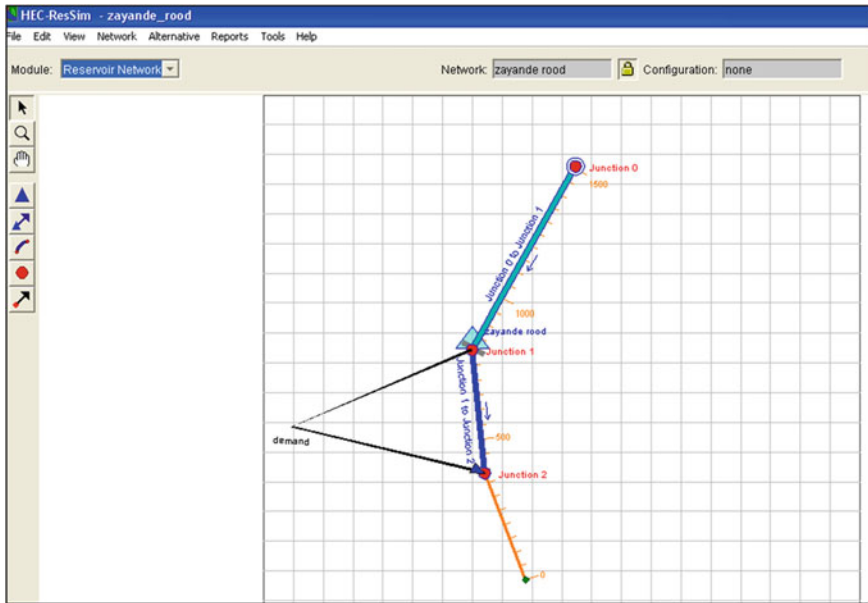 HEC-ResSim - zayande_rood
File Edit View Network Alternative Reports Tools Help
Module: Reservoir Network Network: zayande rood Configuration: none
Junction 0
1500
Junction 0 to Junction 1
1000
zayande rood
Junction 1
Junction 1 to Junction 2
500
demand
Junction 2
0